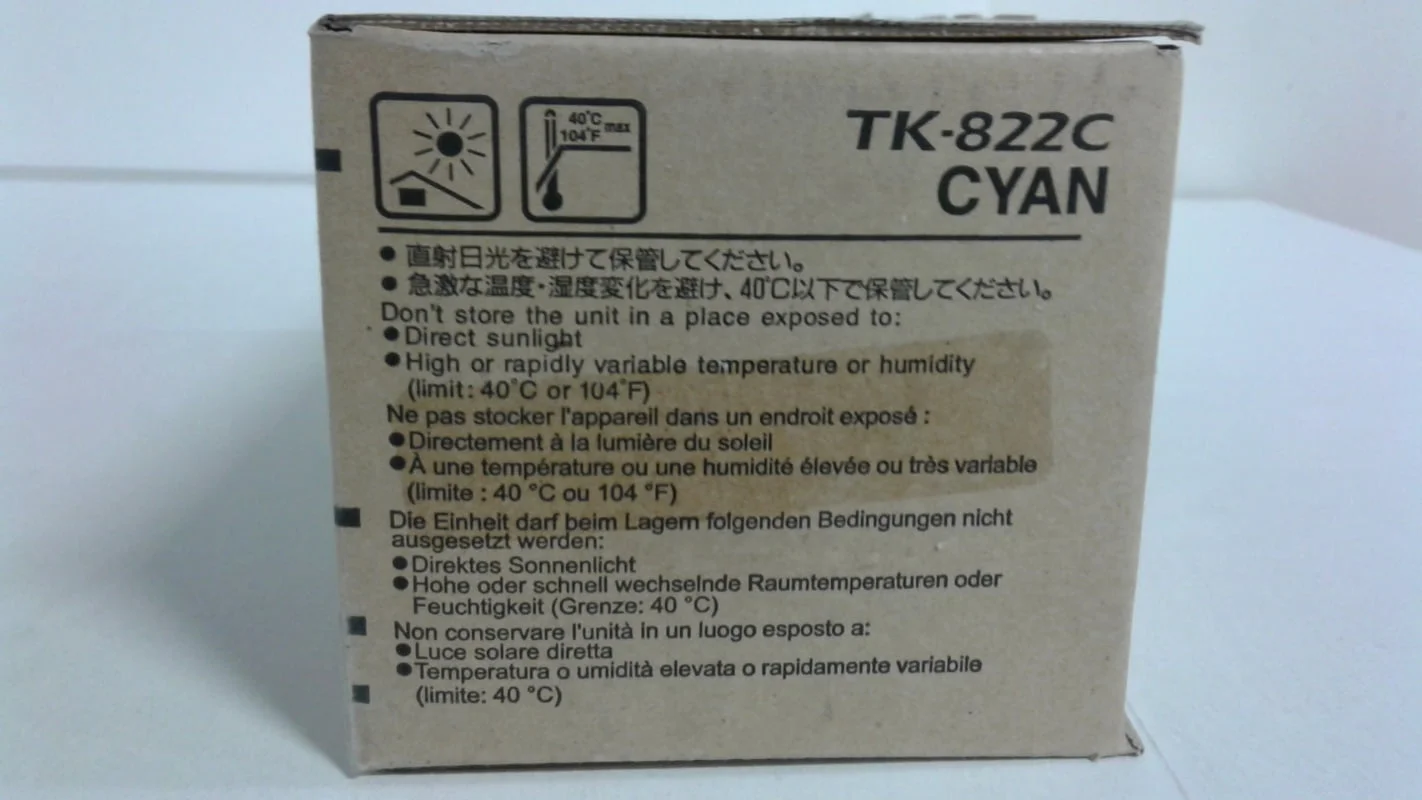 40°C
104°F max
TK-822C
CYAN
● 直射日光を避けて保管してください。
● 急激な温度・湿度変化を避け、40℃以下で保管してください。
Don't store the unit in a place exposed to:
● Direct sunlight
● High or rapidly variable temperature or humidity
(limit: 40°C or 104°F)
Ne pas stocker l'appareil dans un endroit exposé :
● Directement à la lumière du soleil
● À une température ou une humidité élevée ou très variable
(limite : 40 °C ou 104 °F)
Die Einheit darf beim Lagern folgenden Bedingungen nicht
ausgesetzt werden:
● Direktes Sonnenlicht
● Hohe oder schnell wechselnde Raumtemperaturen oder
Feuchtigkeit (Grenze: 40 °C)
Non conservare l'unità in un luogo esposto a:
● Luce solare diretta
● Temperatura o umidità elevata o rapidamente variabile
(limite: 40 °C)